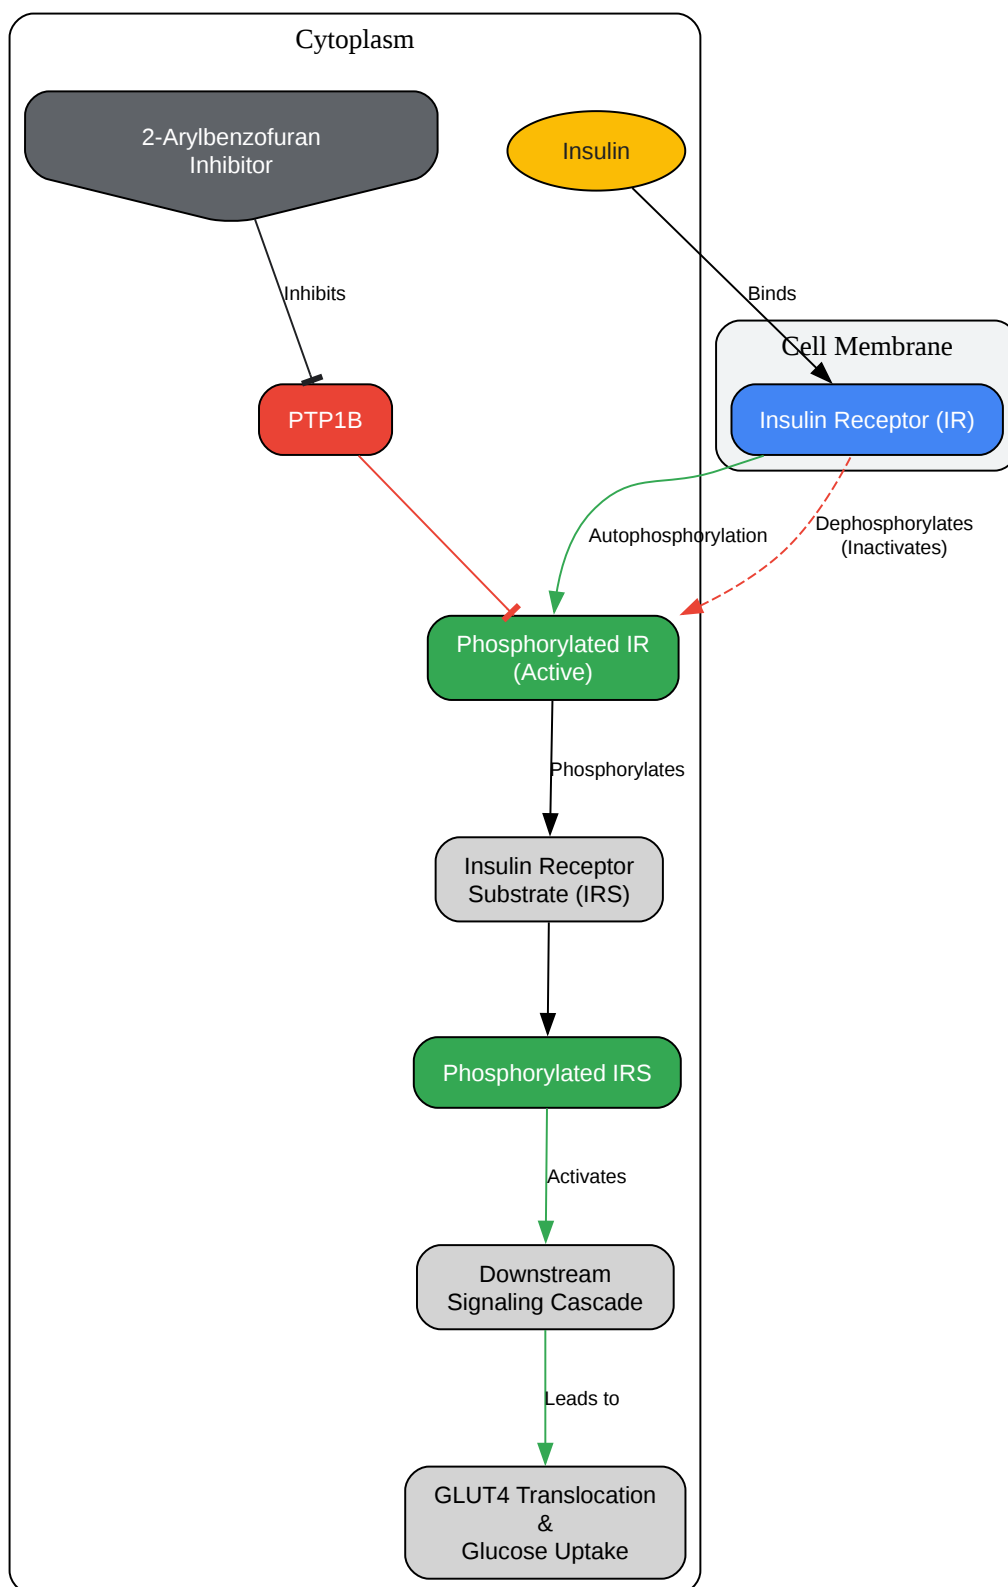 Cytoplasm
2-Arylbenzofuran
Inhibitor
Insulin
Inhibits
Binds
Cell Membrane
PTP1B
Insulin Receptor (IR)
Autophosphorylation
Dephosphorylates
(Inactivates)
Phosphorylated IR
(Active)
Phosphorylates
Insulin Receptor
Substrate (IRS)
Phosphorylated IRS
Activates
Downstream
Signaling Cascade
Leads to
GLUT4 Translocation
&
Glucose Uptake